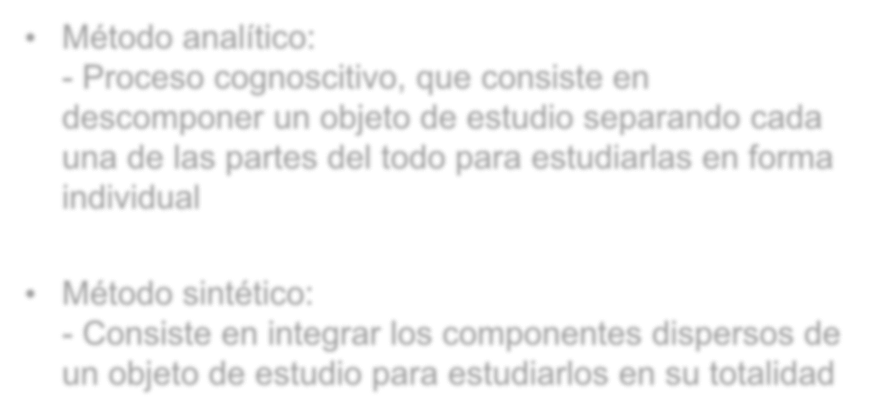 • Método analítico:
- Proceso cognoscitivo, que consiste en
descomponer un objeto de estudio separando cada
una de las partes del todo para estudiarlas en forma
individual
• Método sintético:
- Consiste en integrar los componentes dispersos de
un objeto de estudio para estudiarlos en su totalidad